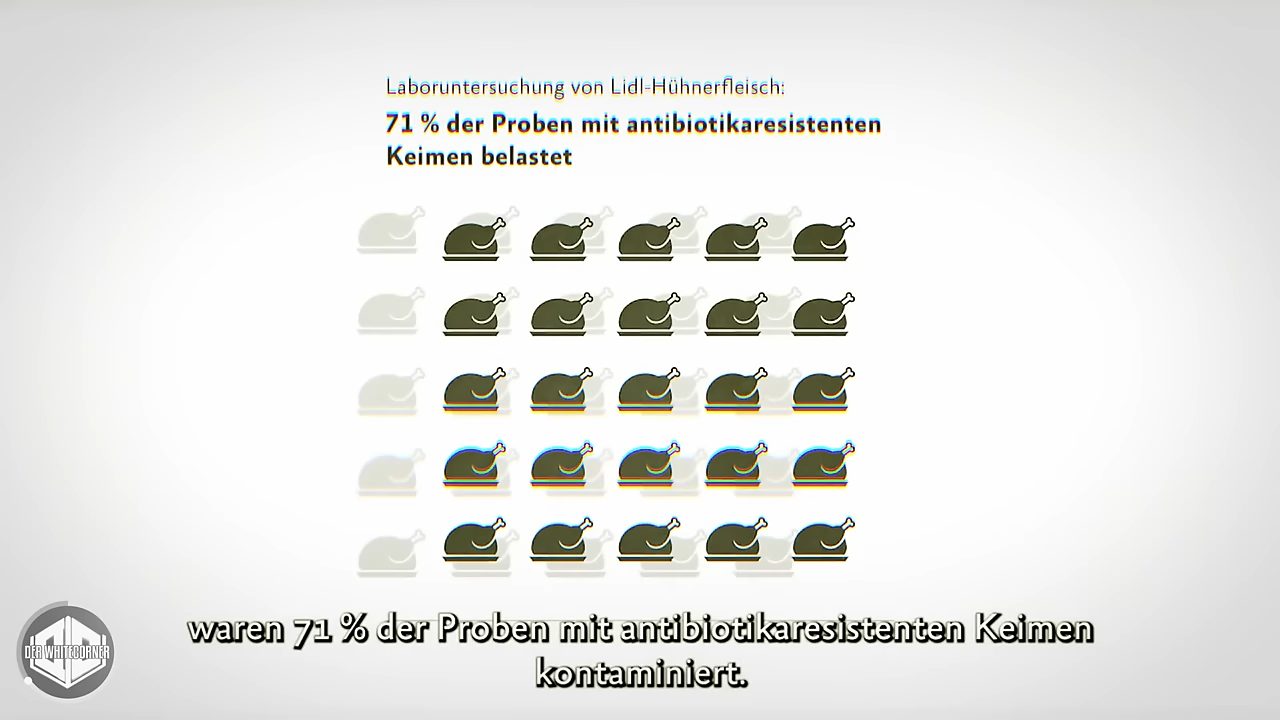 Laboruntersuchung von Lidl-Hühnerfleisch:
71 % der Proben mit antibiotikaresistenten
Keimen belastet
waren 71 % der Proben mit antibiotikaresistenten Keimen
kontaminiert.
DER WHITECORNER